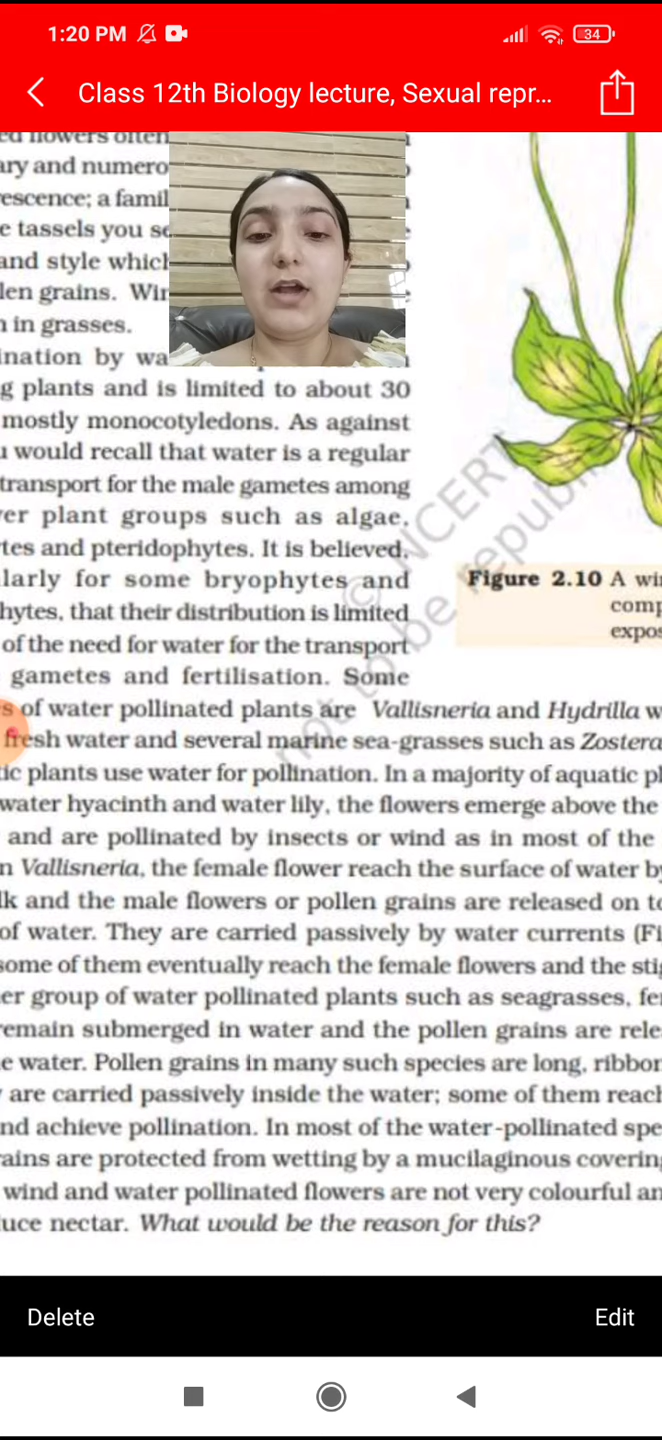 1:20 PM
34
Class 12th Biology lecture, Sexual repr...
ed flowers often
ary and numero
escence; a famil
e tassels you se
and style which
len grains. Win
n in grasses.
ination by wa
g plants and is limited to about 30
mostly monocotyledons. As against
u would recall that water is a regular
transport for the male gametes among
er plant groups such as algae,
tes and pteridophytes. It is believed,
larly for some bryophytes and
hytes, that their distribution is limited
of the need for water for the transport
gametes and fertilisation. Some
s of water pollinated plants are Vallisneria and Hydrilla w
fresh water and several marine sea-grasses such as Zostera
tic plants use water for pollination. In a majority of aquatic pl
water hyacinth and water lily, the flowers emerge above the
and are pollinated by insects or wind as in most of the
n Vallisneria, the female flower reach the surface of water by
lk and the male flowers or pollen grains are released on to
of water. They are carried passively by water currents (Fi
some of them eventually reach the female flowers and the stig
er group of water pollinated plants such as seagrasses, fe
remain submerged in water and the pollen grains are rele
e water. Pollen grains in many such species are long, ribbon
are carried passively inside the water; some of them reach
nd achieve pollination. In most of the water-pollinated spe
rains are protected from wetting by a mucilaginous covering
wind and water pollinated flowers are not very colourful an
uce nectar. What would be the reason for this?
Figure 2.10 A wi
comp
expos
© NCERT
not to be republi
Delete
Edit